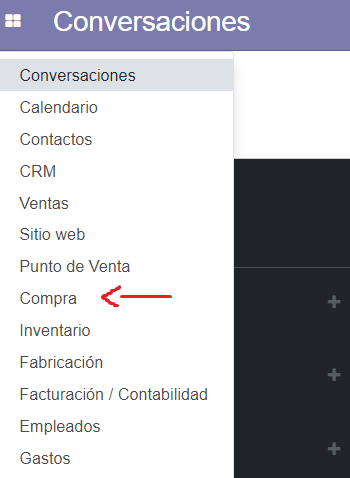 Conversaciones
Conversaciones
Calendario
Contactos
CRM
Ventas
Sitio web
Punto de Venta
Compra
Inventario
Fabricación
Facturación / Contabilidad
Empleados
Gastos